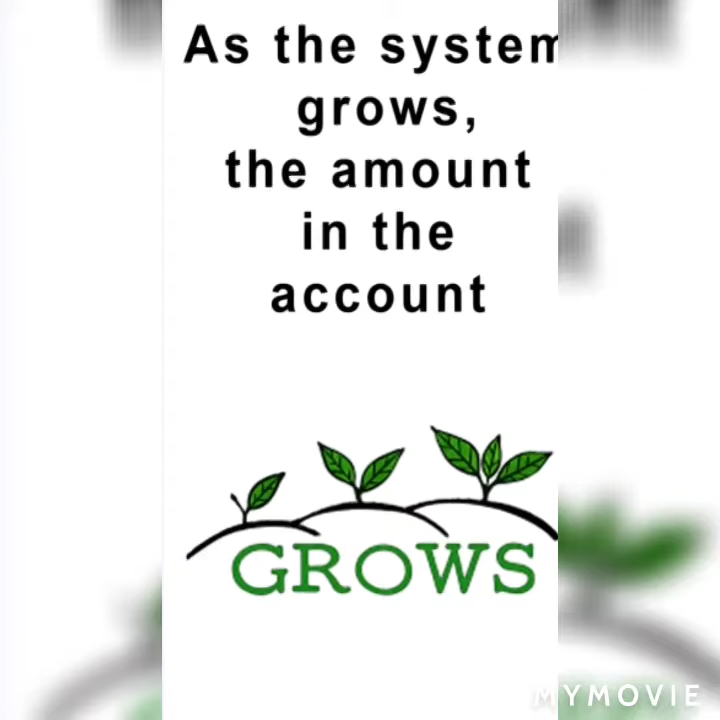 As the system
grows,
the amount
in the
account
GROWS
MYMOVIE